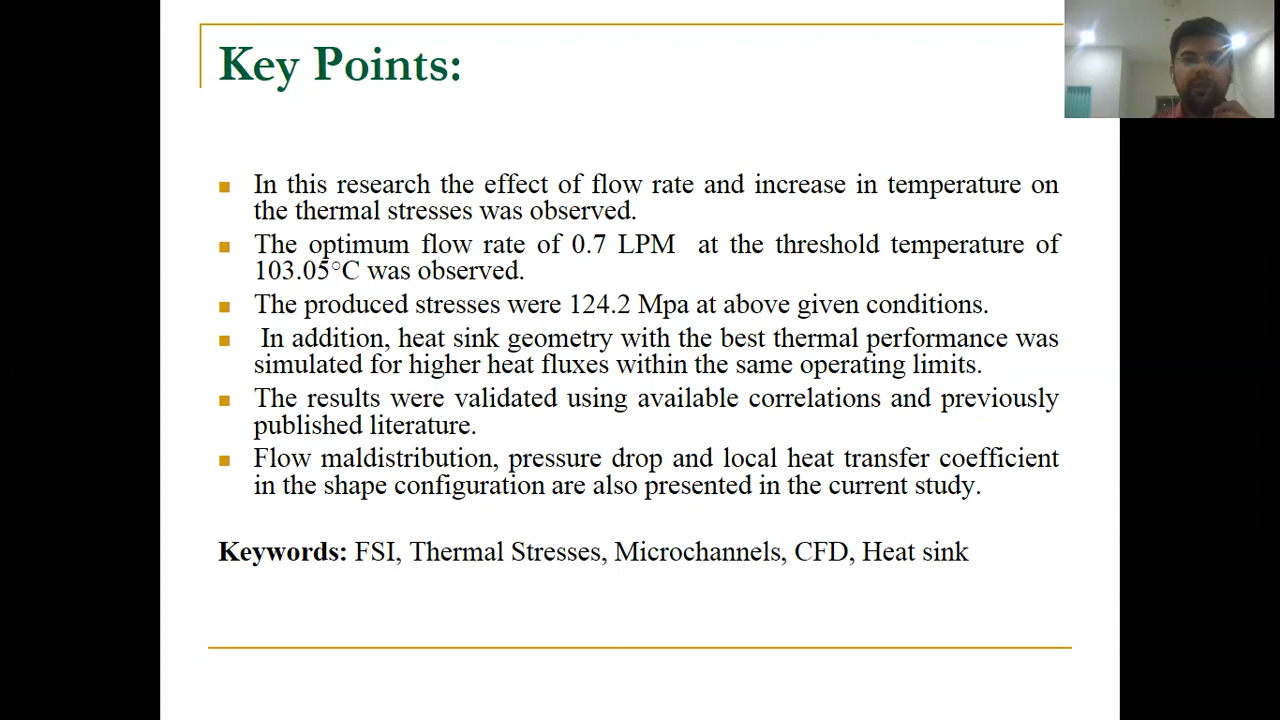 Key Points:
In this research the effect of flow rate and increase in temperature on
the thermal stresses was observed.
The optimum flow rate of 0.7 LPM at the threshold temperature of
103.05°C was observed.
The produced stresses were 124.2 Mpa at above given conditions.
In addition, heat sink geometry with the best thermal performance was
simulated for higher heat fluxes within the same operating limits.
The results were validated using available correlations and previously
published literature.
Flow maldistribution, pressure drop and local heat transfer coefficient
in the shape configuration are also presented in the current study.
Keywords: FSI, Thermal Stresses, Microchannels, CFD, Heat sink